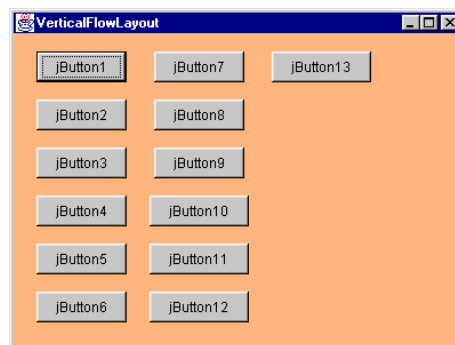 VerticalFlowLayout
jButton1 jButton7 jButton13
jButton2 jButton8
jButton3 jButton9
jButton4 jButton10
jButton5 jButton11
jButton6 jButton12